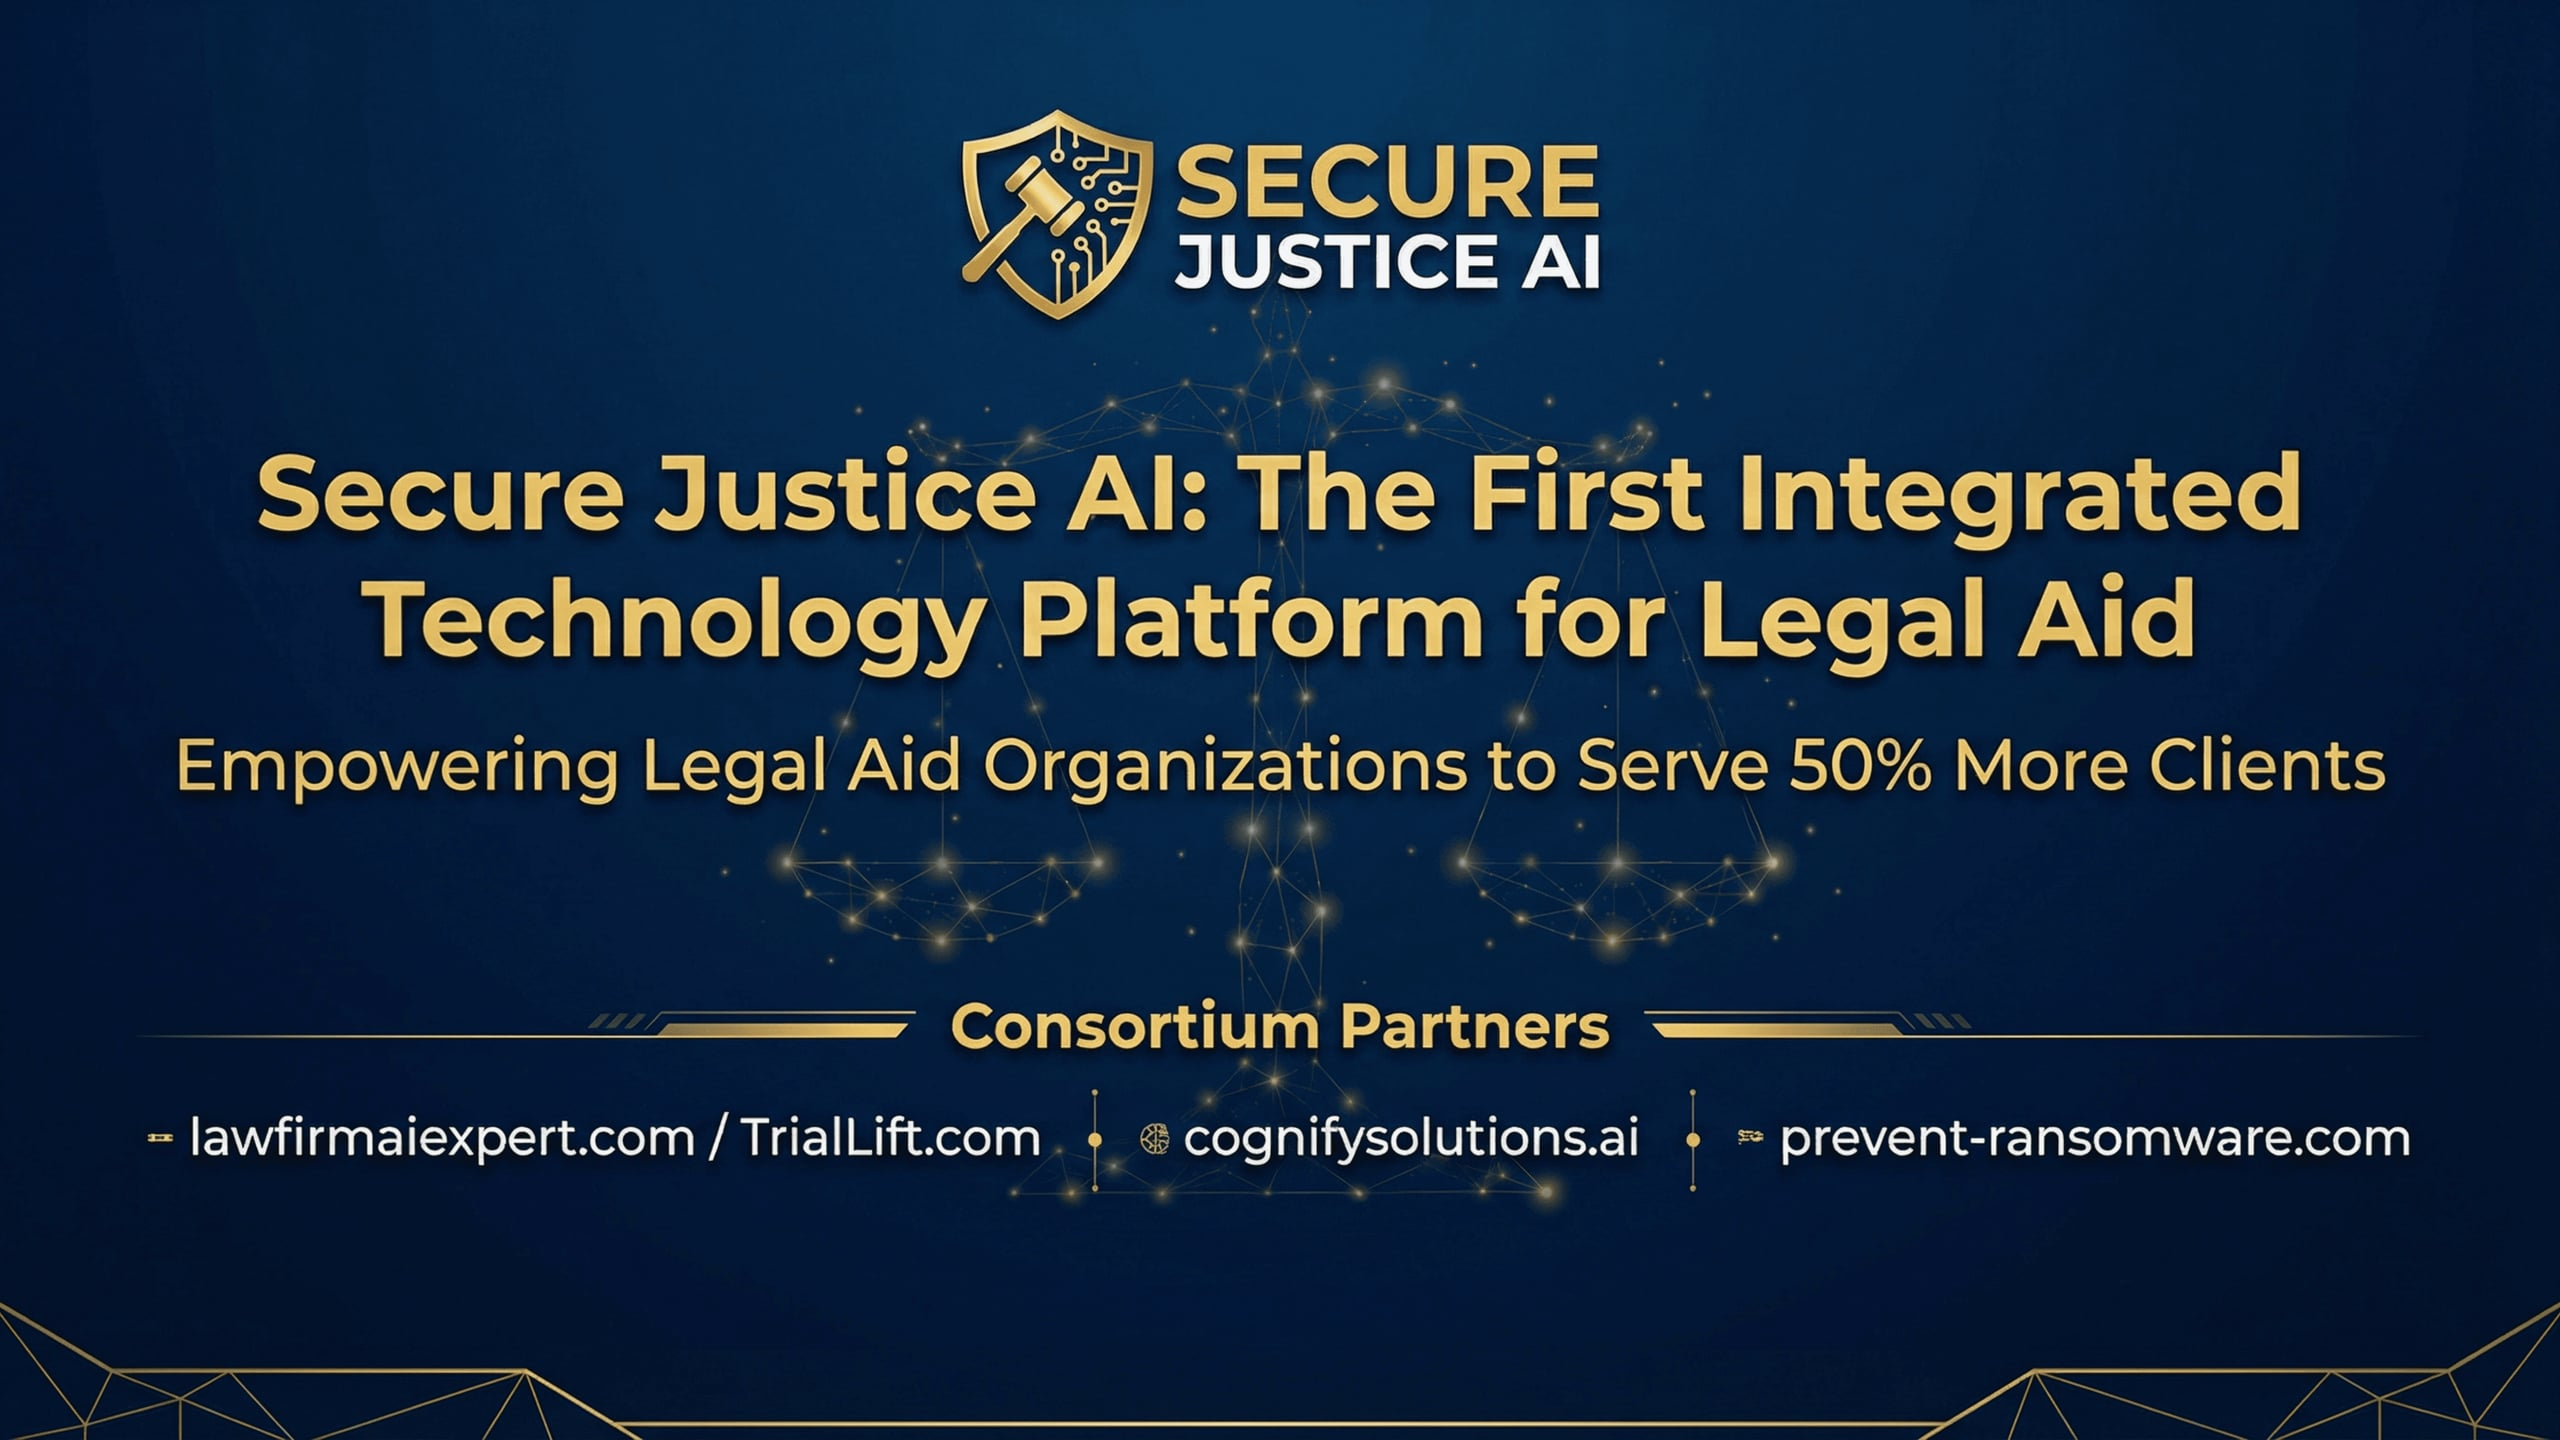 SECURE
JUSTICE AI
Secure Justice AI: The First Integrated
Technology Platform for Legal Aid
Empowering Legal Aid Organizations to Serve 50% More Clients
Consortium Partners
lawfirmaiexpert.com / TrialLift.com
cognifysolutions.ai
prevent-ransomware.com